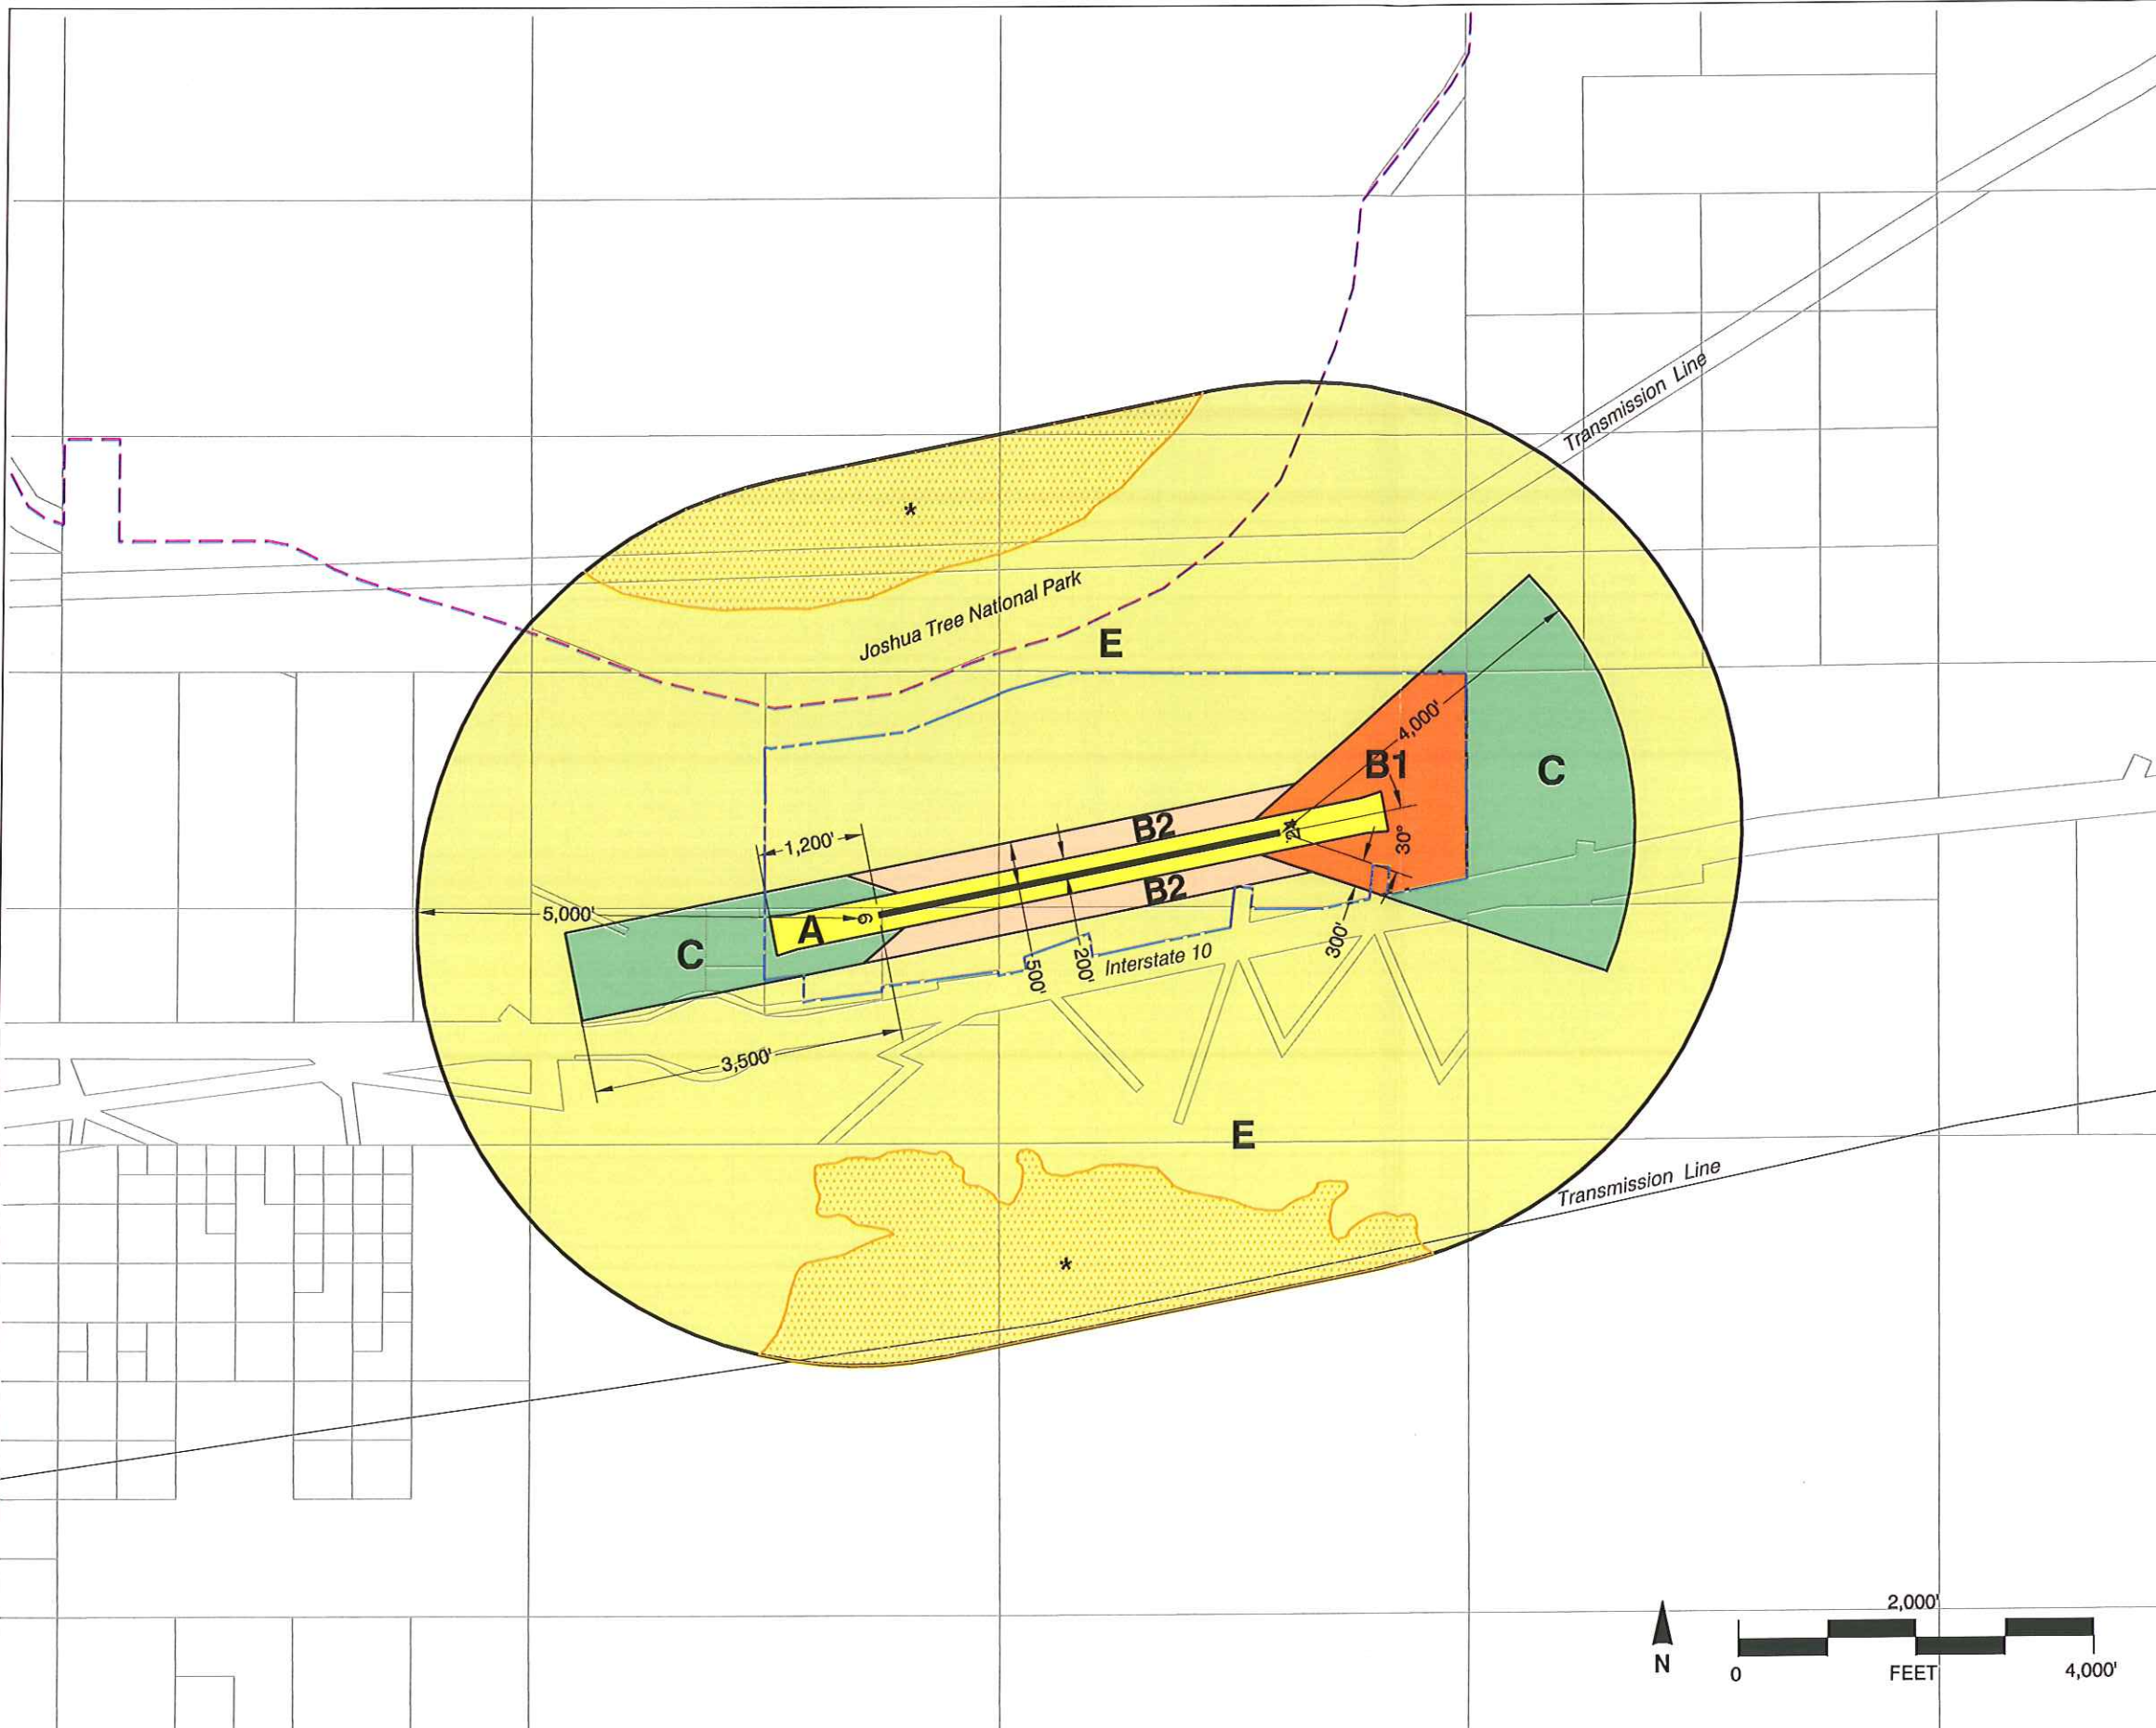 Transmission Line
*
Joshua Tree National Park
E
4,000'
B1
C
B2
1,200'
30°
B2
5,000'
6
A
C
300'
500'
200'
Interstate 10
3,500'
E
Transmission Line
*
2,000'
N
0
FEET
4,000'